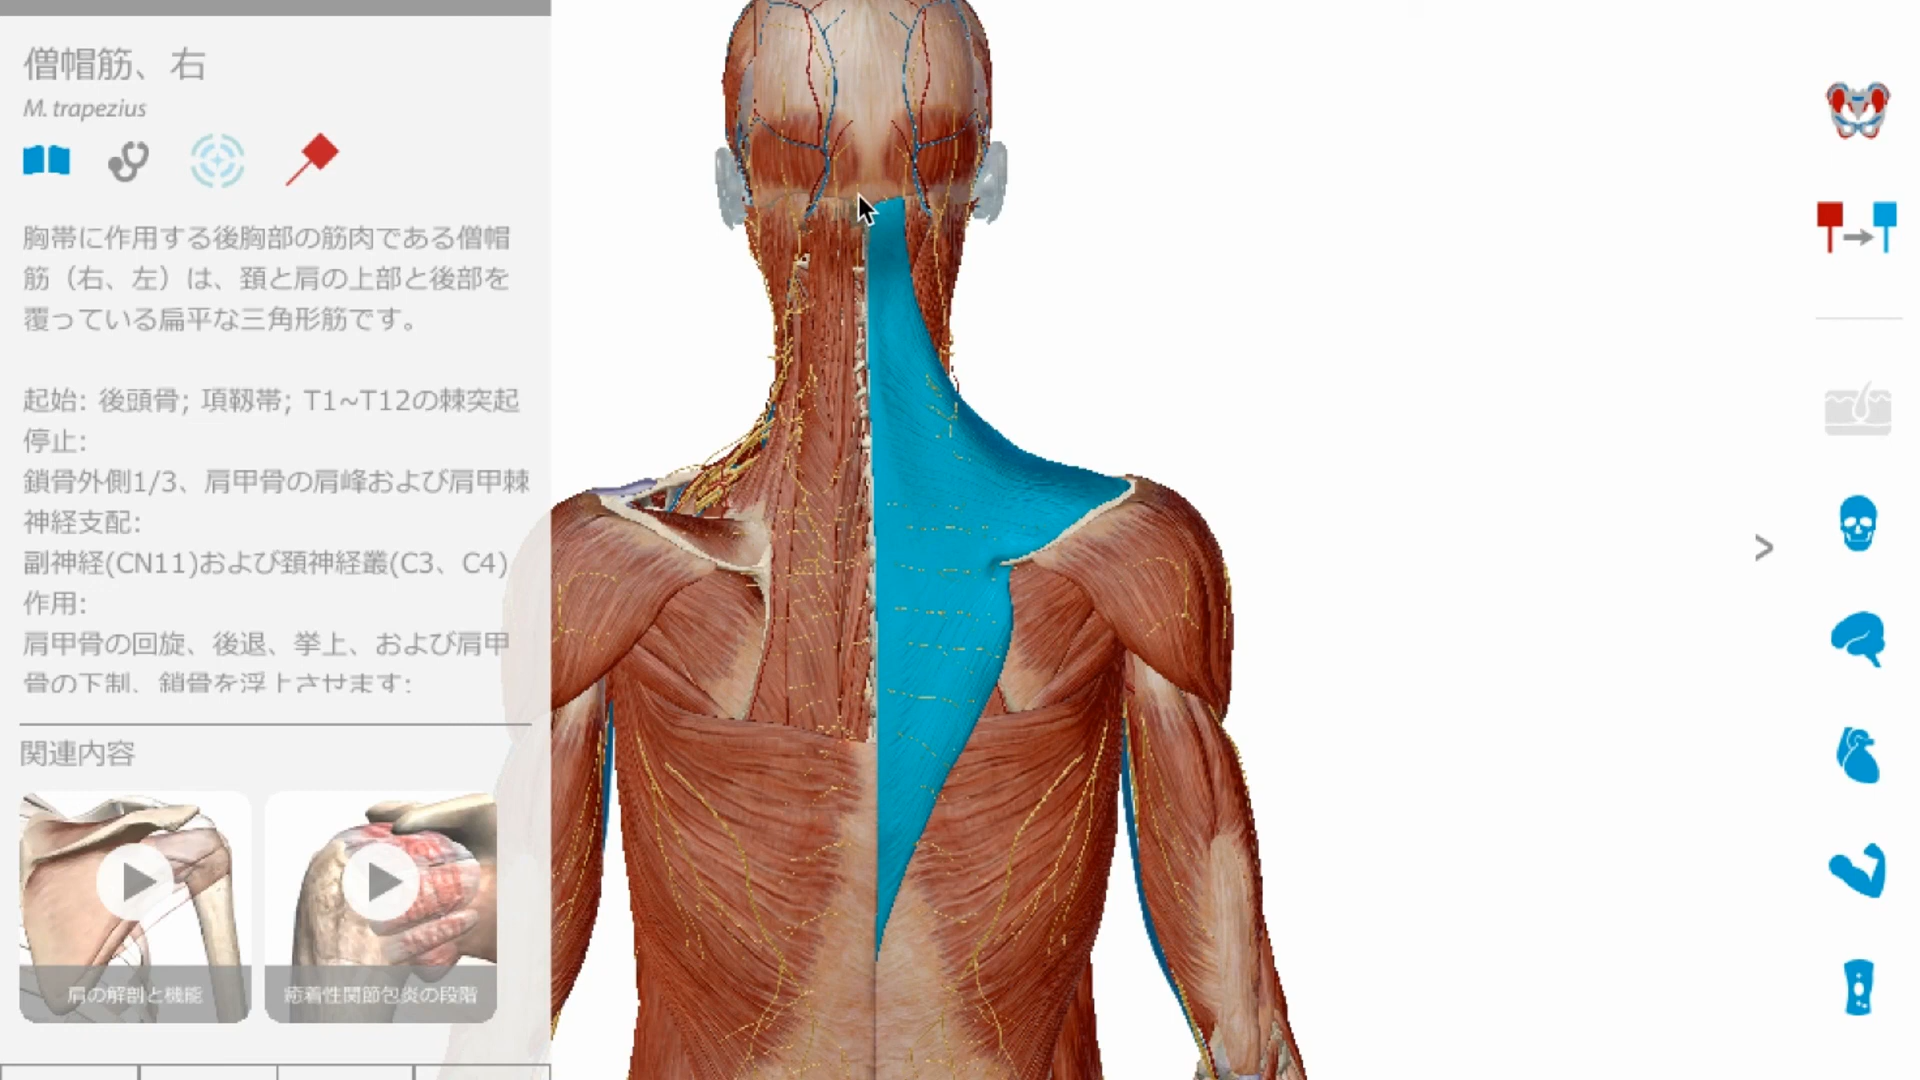 僧帽筋、右
M. trapezius
胸帯に作用する後胸部の筋肉である僧帽
筋（右、左）は、頚と肩の上部と後部を
覆っている扁平な三角形筋です。
起始: 後頭骨; 項靱帯; T1~T12の棘突起
停止:
鎖骨外側1/3、肩甲骨の肩峰および肩甲棘
神経支配:
副神経(CN11)および頚神経叢(C3、C4)
作用:
肩甲骨の回旋、後退、挙上、および肩甲
骨の下制、鎖骨を浮上させます;
関連内容
肩の解剖と機能
癒着性関節包炎の段階
>